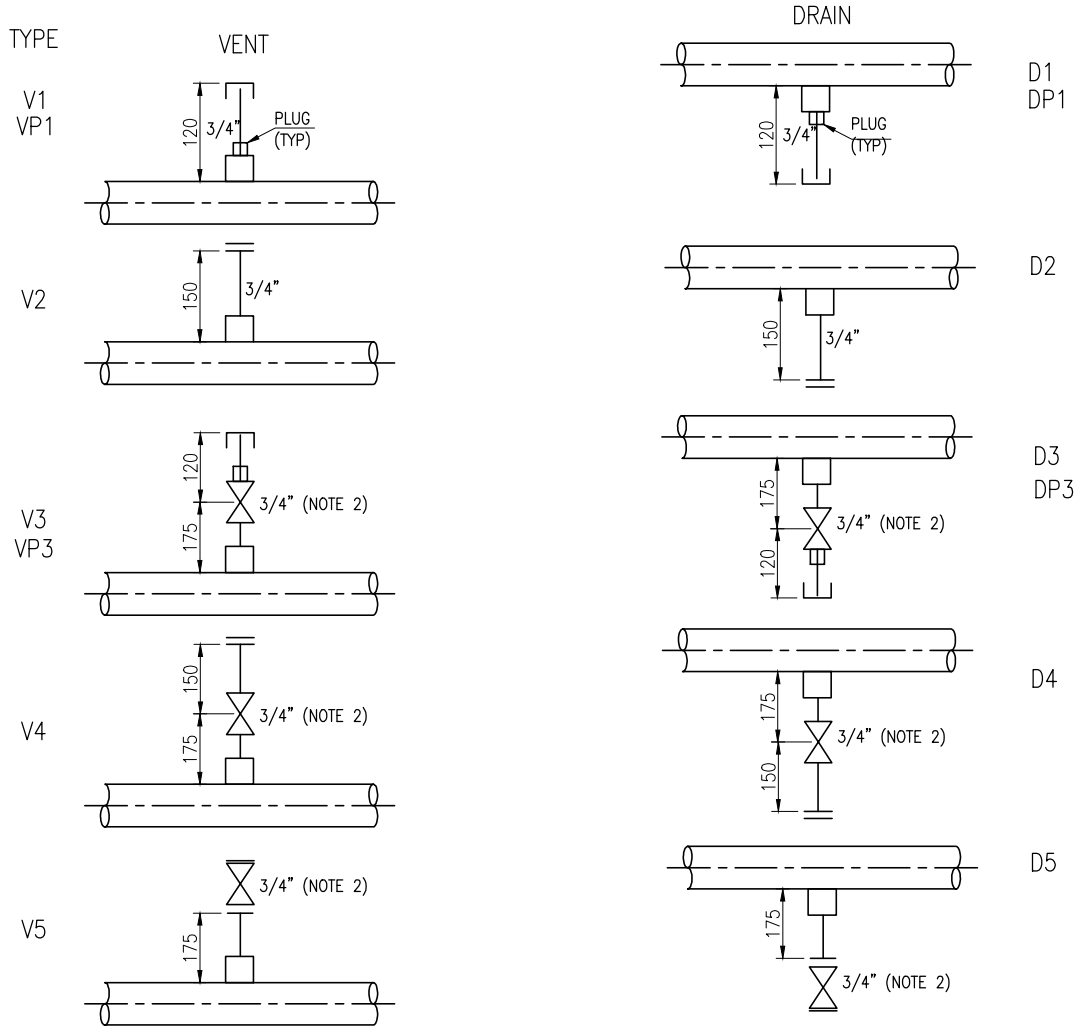 TYPE
VENT
V1
VP1
120
3/4"
PLUG
(TYP)
V2
150
3/4"
V3
VP3
120
175
3/4" (NOTE 2)
V4
150
175
3/4" (NOTE 2)
V5
175
3/4" (NOTE 2)
DRAIN
D1
DP1
120
3/4"
PLUG
(TYP)
D2
150
3/4"
D3
DP3
175
120
3/4" (NOTE 2)
D4
175
150
3/4" (NOTE 2)
D5
175
3/4" (NOTE 2)